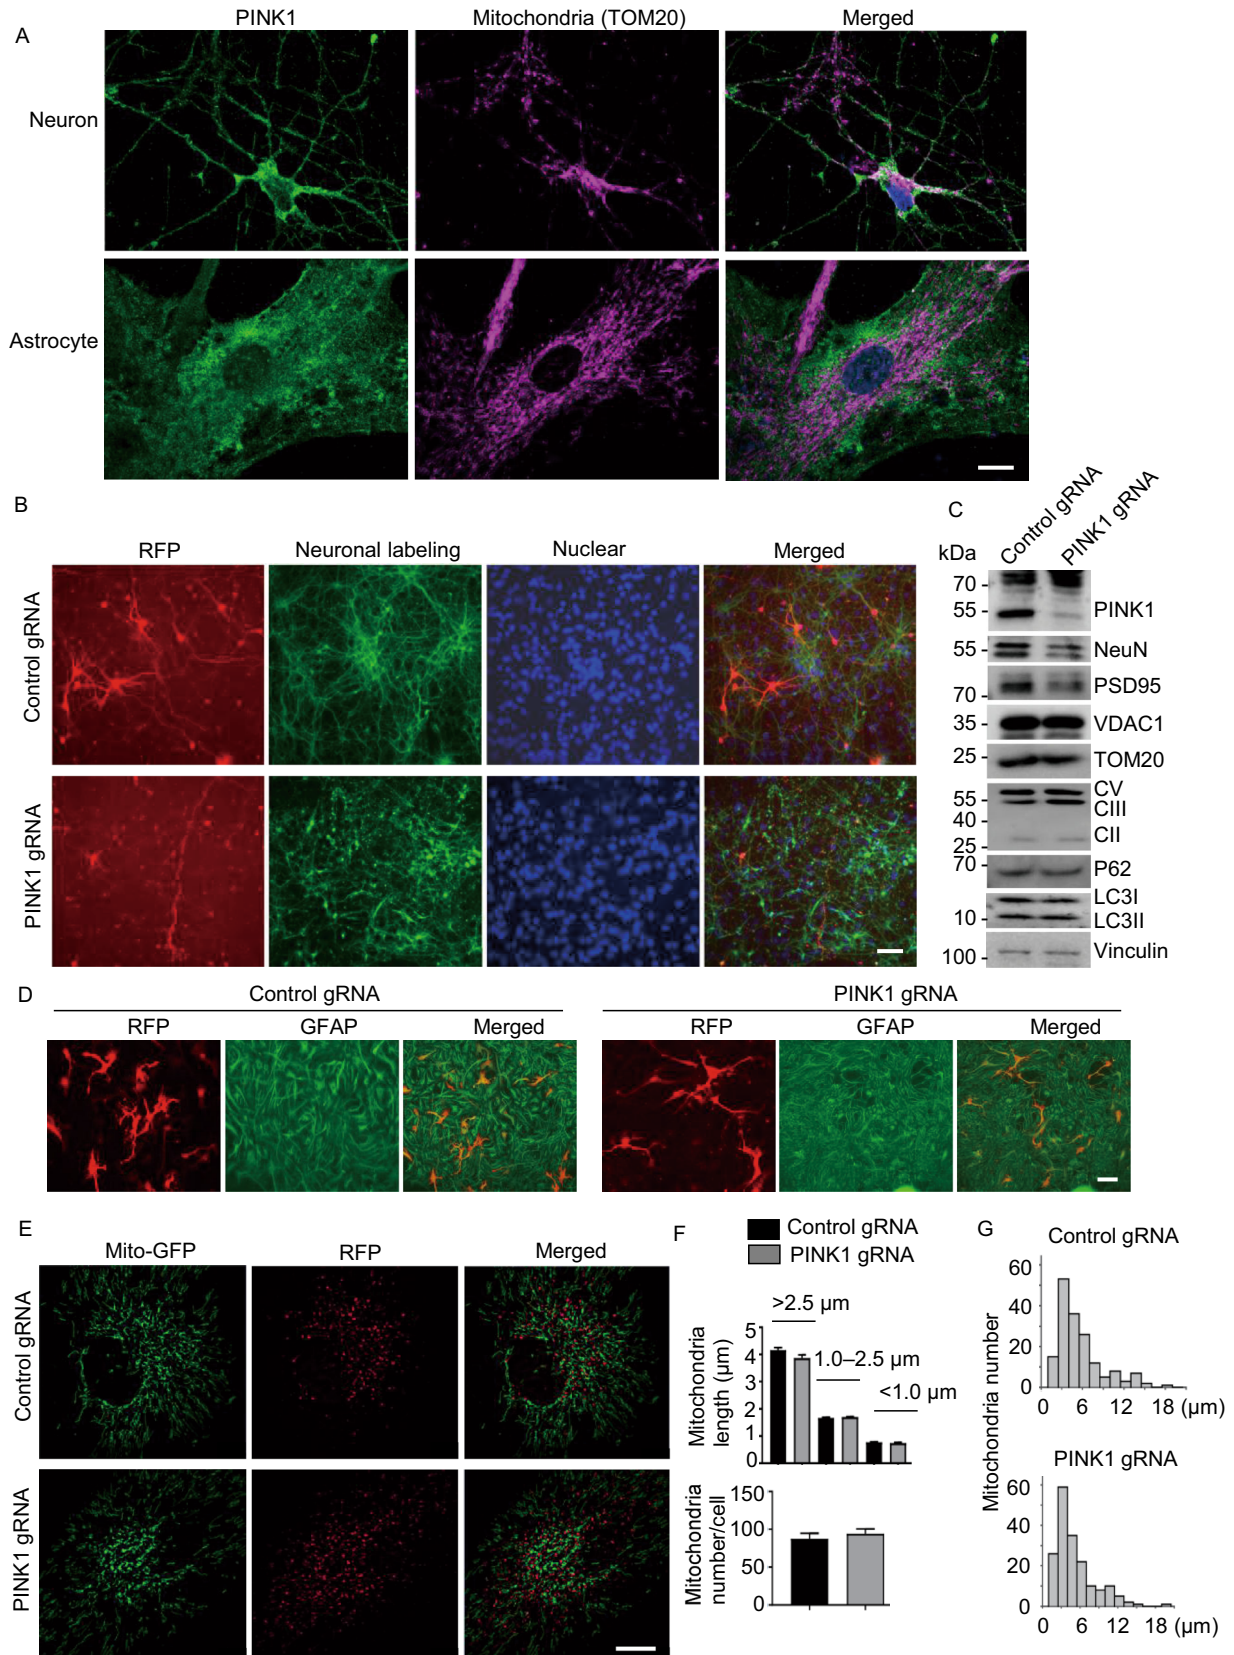 A
PINK1 Mitochondria (TOM20) Merged
Neuron
Astrocyte
B
RFP Neuronal labeling Nuclear Merged
Control gRNA
PINK1 gRNA
C
Control gRNA PINK1 gRNA
kDa
70
55 PINK1
55 NeuN
70 PSD95
35 VDAC1
25 TOM20
CV
55 CIII
40
CII
25
70 P62
LC3I
10 LC3II
100 Vinculin
D
Control gRNA PINK1 gRNA
RFP GFAP Merged RFP GFAP Merged
E
Mito-GFP RFP Merged
Control gRNA
PINK1 gRNA
F
Control gRNA
PINK1 gRNA
>2.5 µm
1.0–2.5 µm
<1.0 µm
Mitochondria length (µm)
5
4
3
2
1
0
Mitochondria number/cell
150
100
50
0
G
Control gRNA
Mitochondria number
60
40
20
0
0 6 12 18 (µm)
PINK1 gRNA
60
40
20
0
0 6 12 18 (µm)